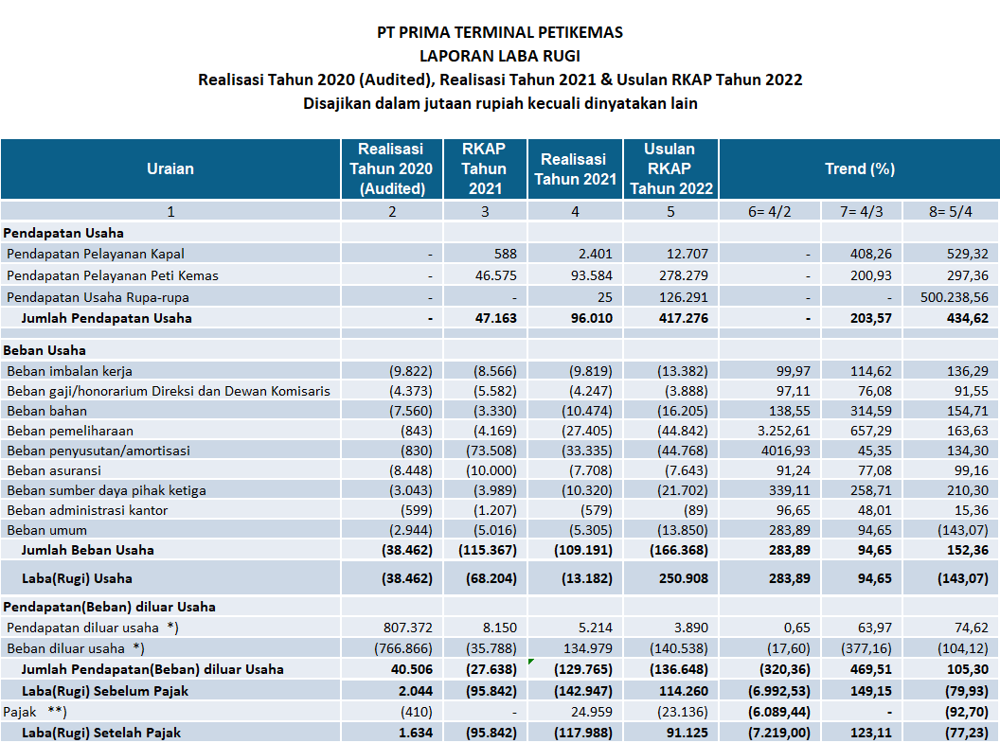 PT PRIMA TERMINAL PETIKEMAS
LAPORAN LABA RUGI
Realisasi Tahun 2020 (Audited), Realisasi Tahun 2021 & Usulan RKAP Tahun 2022
Disajikan dalam jutaan rupiah kecuali dinyatakan lain
Uraian Realisasi Tahun 2020 (Audited) RKAP Tahun 2021 Realisasi Tahun 2021 Usulan RKAP Tahun 2022 Trend (%)
1 2 3 4 5 6= 4/2 7= 4/3 8= 5/4
Pendapatan Usaha
Pendapatan Pelayanan Kapal - 588 2.401 12.707 - 408,26 529,32
Pendapatan Pelayanan Peti Kemas - 46.575 93.584 278.279 - 200,93 297,36
Pendapatan Usaha Rupa-rupa - - 25 126.291 - - 500.238,56
Jumlah Pendapatan Usaha - 47.163 96.010 417.276 - 203,57 434,62
Beban Usaha
Beban imbalan kerja (9.822) (8.566) (9.819) (13.382) 99,97 114,62 136,29
Beban gaji/honorarium Direksi dan Dewan Komisaris (4.373) (5.582) (4.247) (3.888) 97,11 76,08 91,55
Beban bahan (7.560) (3.330) (10.474) (16.205) 138,55 314,59 154,71
Beban pemeliharaan (843) (4.169) (27.405) (44.842) 3.252,61 657,29 163,63
Beban penyusutan/amortisasi (830) (73.508) (33.335) (44.768) 4016,93 45,35 134,30
Beban asuransi (8.448) (10.000) (7.708) (7.643) 91,24 77,08 99,16
Beban sumber daya pihak ketiga (3.043) (3.989) (10.320) (21.702) 339,11 258,71 210,30
Beban administrasi kantor (599) (1.207) (579) (89) 96,65 48,01 15,36
Beban umum (2.944) (5.016) (5.305) (13.850) 283,89 94,65 (143,07)
Jumlah Beban Usaha (38.462) (115.367) (109.191) (166.368) 283,89 94,65 152,36
Laba(Rugi) Usaha (38.462) (68.204) (13.182) 250.908 283,89 94,65 (143,07)
Pendapatan(Beban) diluar Usaha
Pendapatan diluar usaha *) 807.372 8.150 5.214 3.890 0,65 63,97 74,62
Beban diluar usaha *) (766.866) (35.788) 134.979 (140.538) (17,60) (377,16) (104,12)
Jumlah Pendapatan(Beban) diluar Usaha 40.506 (27.638) (129.765) (136.648) (320,36) 469,51 105,30
Laba(Rugi) Sebelum Pajak 2.044 (95.842) (142.947) 114.260 (6.992,53) 149,15 (79,93)
Pajak **) (410) - 24.959 (23.136) (6.089,44) - (92,70)
Laba(Rugi) Setelah Pajak 1.634 (95.842) (117.988) 91.125 (7.219,00) 123,11 (77,23)